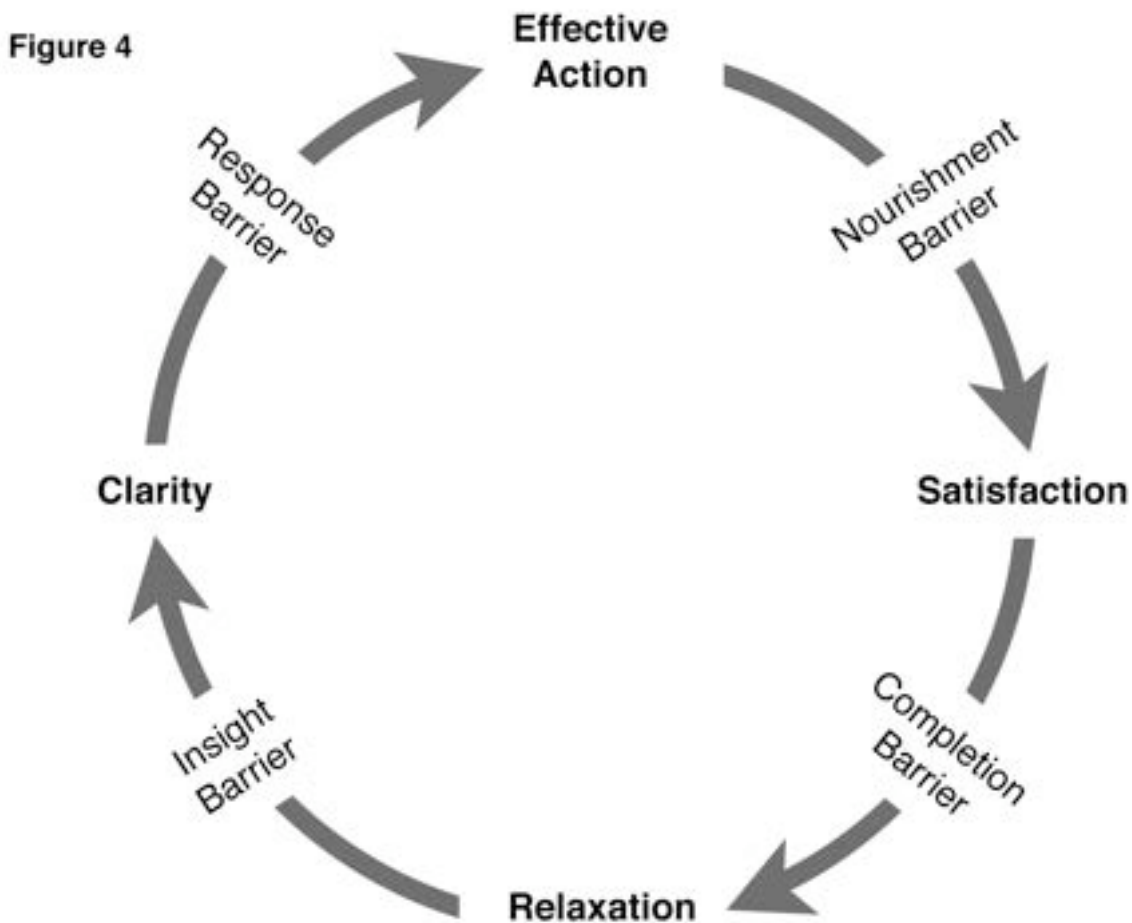 Figure 4
Effective
Action
Nourishment
Barrier
Satisfaction
Completion
Barrier
Relaxation
Insight
Barrier
Clarity
Response
Barrier